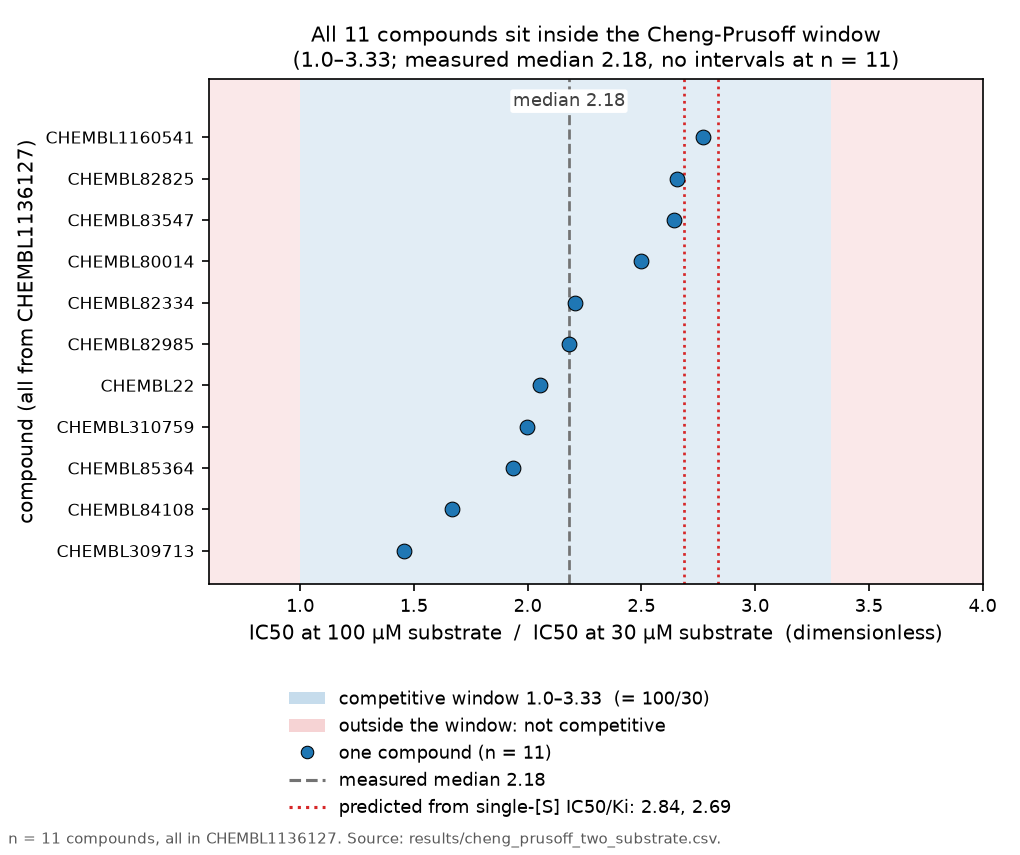 All 11 compounds sit inside the Cheng-Prusoff window
(1.0–3.33; measured median 2.18, no intervals at n = 11)
median 2.18
compound (all from CHEMBL1136127)
CHEMBL1160541
CHEMBL82825
CHEMBL83547
CHEMBL80014
CHEMBL82334
CHEMBL82985
CHEMBL22
CHEMBL310759
CHEMBL85364
CHEMBL84108
CHEMBL309713
1.0 1.5 2.0 2.5 3.0 3.5 4.0
IC50 at 100 µM substrate / IC50 at 30 µM substrate (dimensionless)
competitive window 1.0–3.33 (= 100/30)
outside the window: not competitive
one compound (n = 11)
measured median 2.18
predicted from single-[S] IC50/Ki: 2.84, 2.69
n = 11 compounds, all in CHEMBL1136127. Source: results/cheng_prusoff_two_substrate.csv.